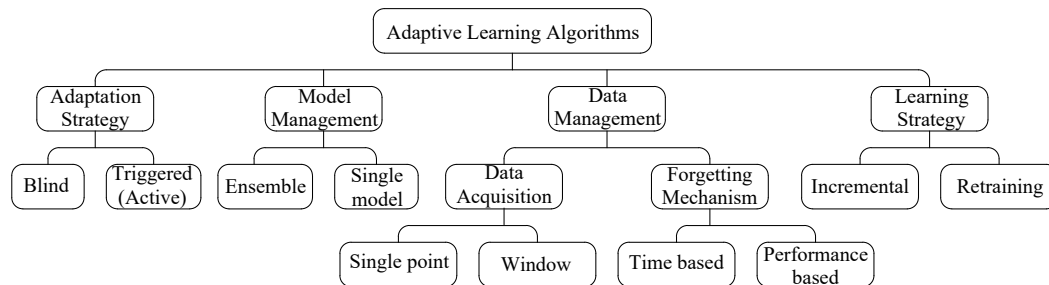 Adaptive Learning Algorithms
Adaptation
Strategy
Model
Management
Data
Management
Learning
Strategy
Blind
Triggered
(Active)
Ensemble
Single
model
Data
Acquisition
Forgetting
Mechanism
Incremental
Retraining
Single point
Window
Time based
Performance
based